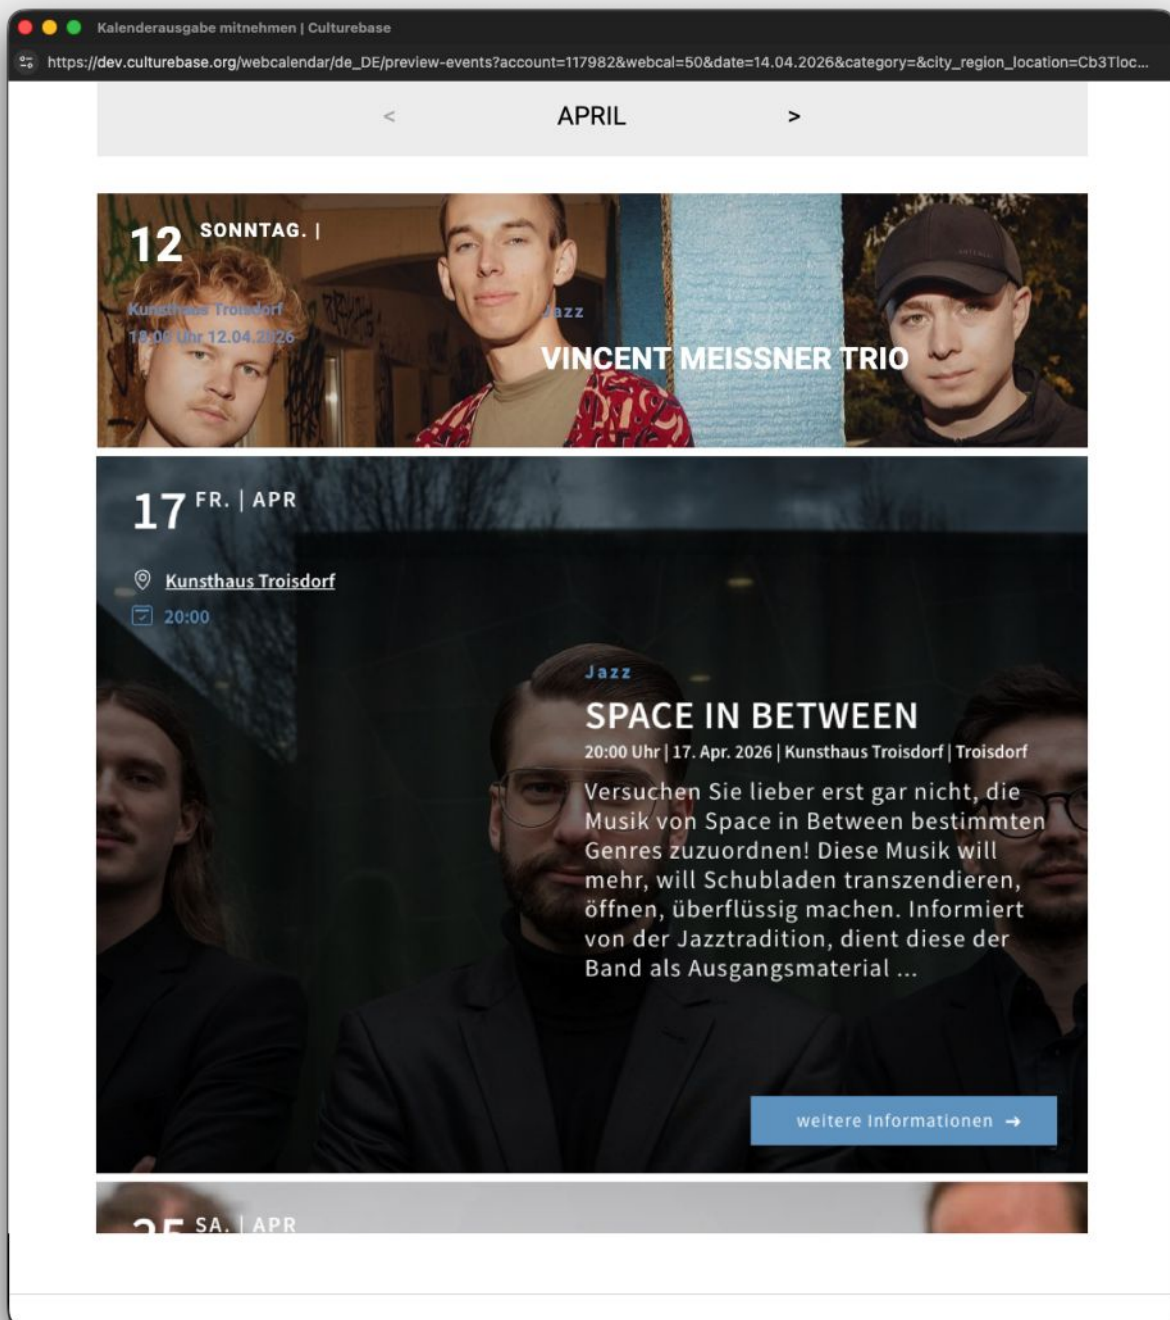 Kalenderausgabe mitnehmen | Culturebase
https://dev.culturebase.org/webcalendar/de_DE/preview-events?account=117982&webcal=50&date=14.04.2026&category=&city_region_location=Cb3Tloc...
< APRIL >
12 SONNTAG. |
Kunsthaus Troisdorf
18:00 Uhr 12.04.2026
Jazz
VINCENT MEISSNER TRIO
17 FR. | APR
Kunsthaus Troisdorf
20:00
Jazz
SPACE IN BETWEEN
20:00 Uhr | 17. Apr. 2026 | Kunsthaus Troisdorf | Troisdorf
Versuchen Sie lieber erst gar nicht, die
Musik von Space in Between bestimmten
Genres zuzuordnen! Diese Musik will
mehr, will Schubladen transzendieren,
öffnen, überflüssig machen. Informiert
von der Jazztradition, dient diese der
Band als Ausgangsmaterial ...
weitere Informationen →
25 SA. | APR